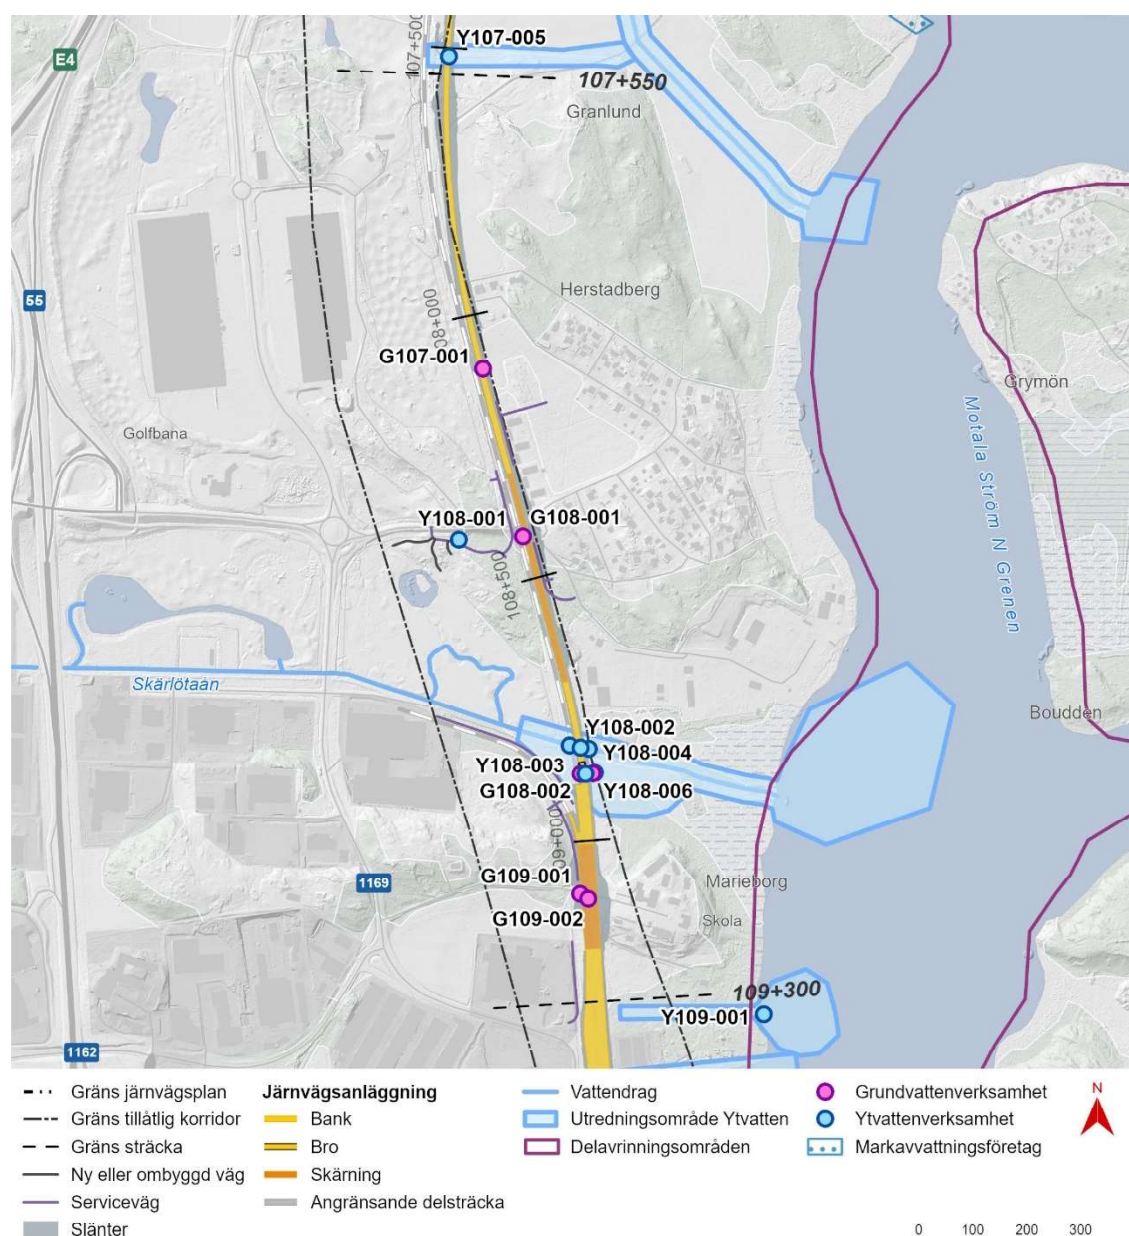 E4
107+500
Y107-005
107+550
Granlund
55
108+000
Herstadberg
G107-001
Grymön
Golfbana
Motala Ström N Grenen
Y108-001
G108-001
108+500
Skärlötaån
Boudden
Y108-002
Y108-003
Y108-004
G108-002
Y108-006
109+000
1169
G109-001
Marieborg
G109-002
Skola
109+300
Y109-001
1162
Gräns järnvägsplan
Gräns tillåtlig korridor
Gräns sträcka
Ny eller ombyggd väg
Serviceväg
Slänter
Järnvägsanläggning
Bank
Bro
Skärning
Angränsande delsträcka
Vattendrag
Utredningsområde Ytvatten
Delavrinningsområden
Grundvattenverksamhet
Ytvattenverksamhet
Markavvattningsföretag
N
0 100 200 300